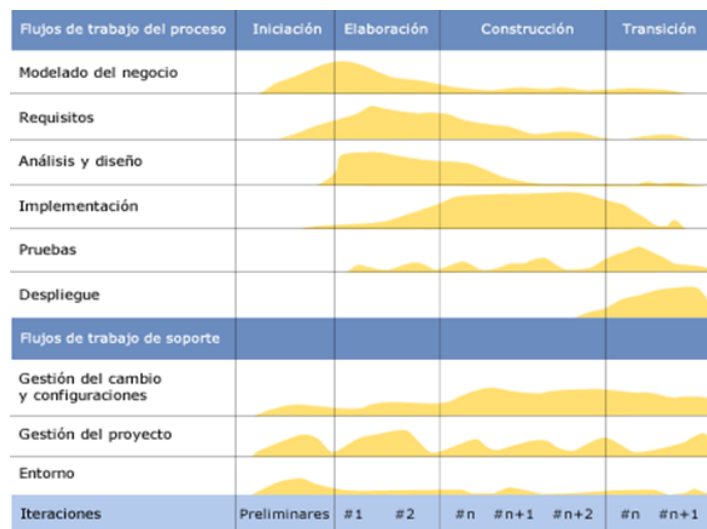 Flujos de trabajo del proceso Iniciación Elaboración Construcción Transición
Modelado del negocio
Requisitos
Análisis y diseño
Implementación
Pruebas
Despliegue
Flujos de trabajo de soporte
Gestión del cambio
y configuraciones
Gestión del proyecto
Entorno
Iteraciones Preliminares #1 #2 #n #n+1 #n+2 #n #n+1